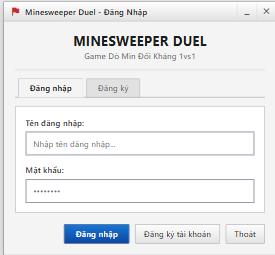 Minesweeper Duel - Đăng Nhập
MINESWEEPER DUEL
Game Dò Mìn Đối Kháng 1vs1
Đăng nhập
Đăng ký
Tên đăng nhập:
Nhập tên đăng nhập...
Mật khẩu:
••••••••
Đăng nhập
Đăng ký tài khoản
Thoát